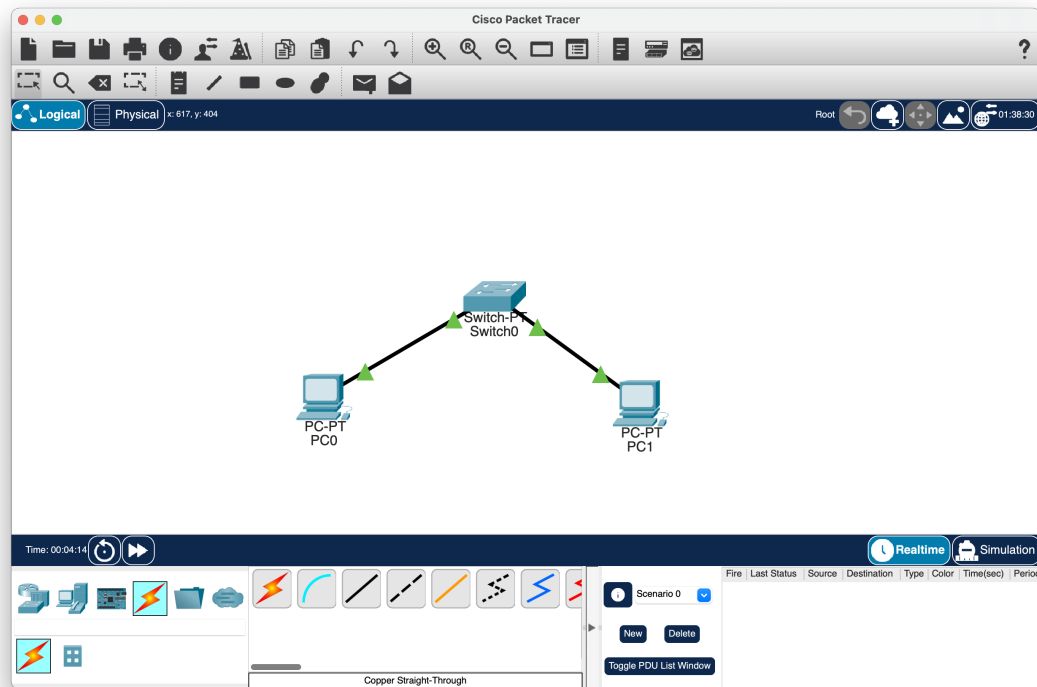 Cisco Packet Tracer
Logical
Physical
x: 617, y: 404
Root
01:38:30
Switch-PT
Switch0
PC-PT
PC0
PC-PT
PC1
Time: 00:04:14
Realtime
Simulation
Fire Last Status Source Destination Type Color Time(sec) Perio
Scenario 0
New
Delete
Toggle PDU List Window
Copper Straight-Through